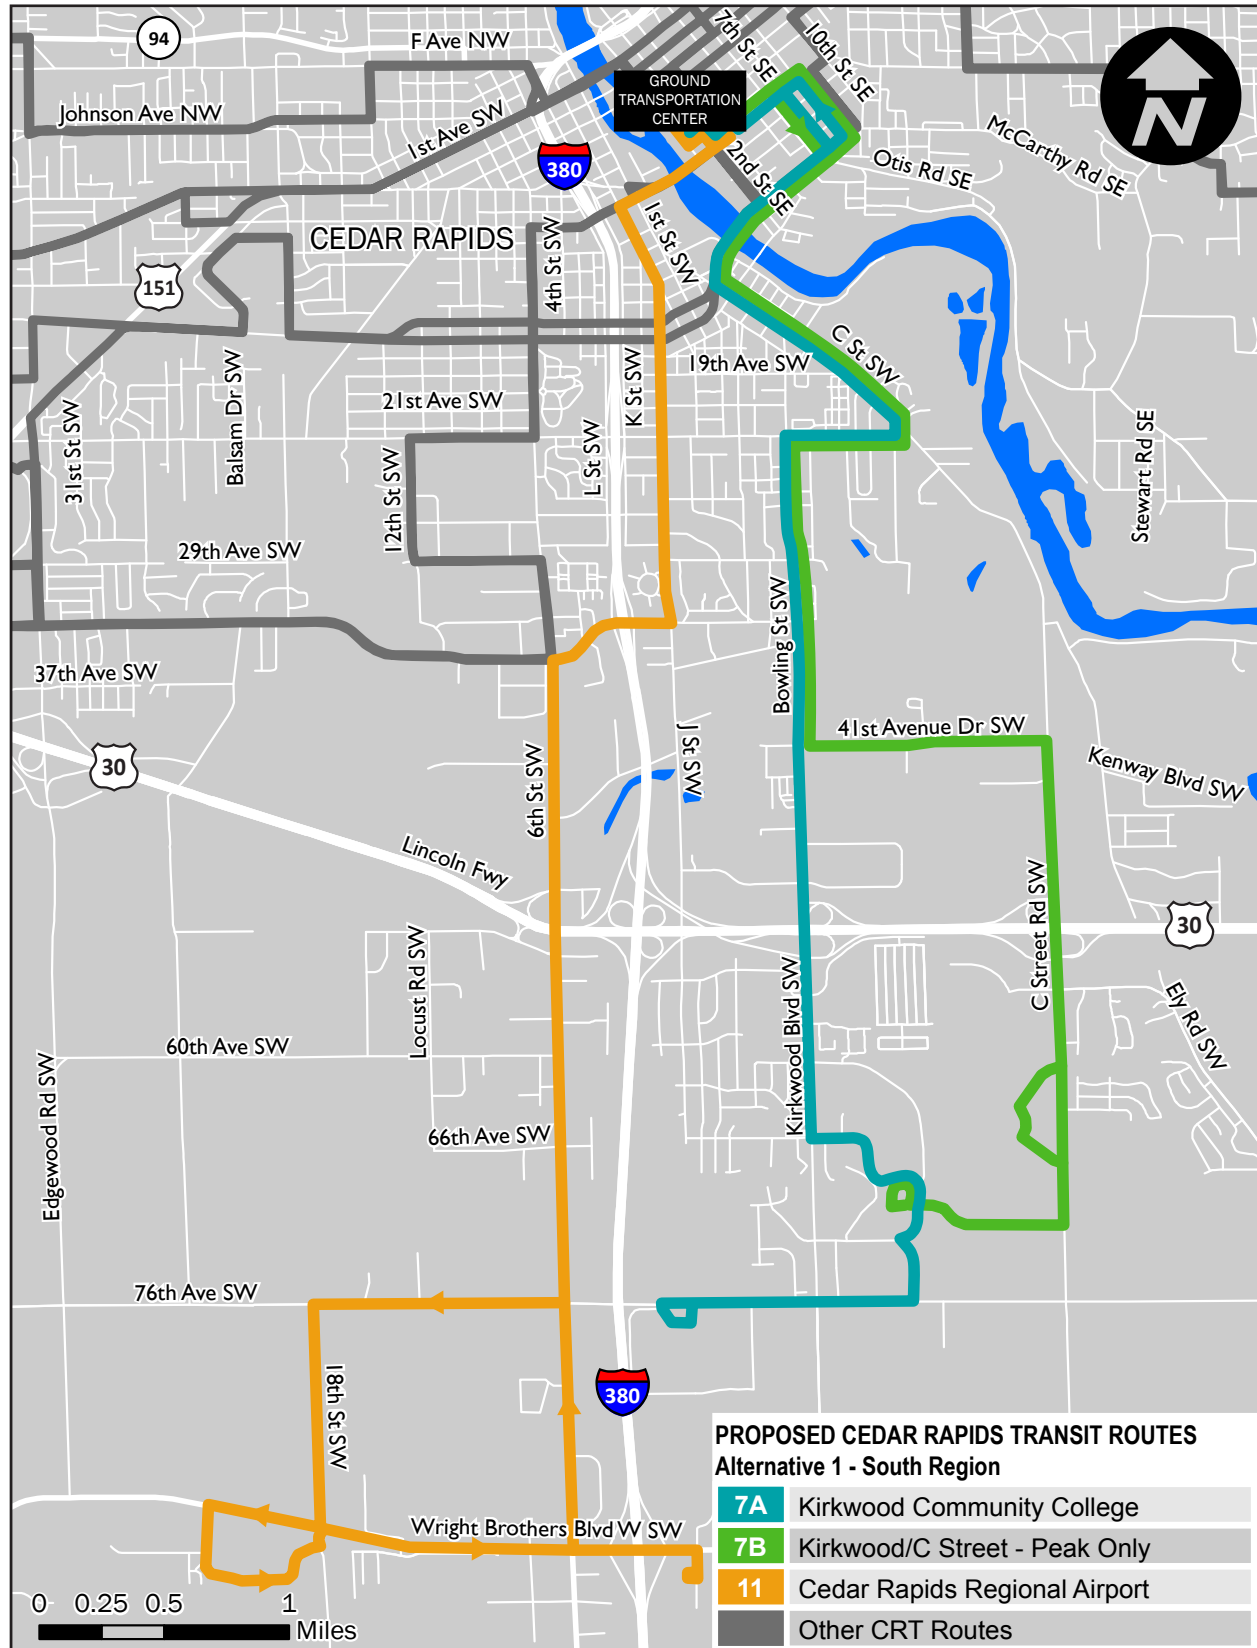 94
F Ave NW
7th St SE
10th St SE
GROUND
TRANSPORTATION
CENTER
N
Johnson Ave NW
1st Ave SW
380
2nd St SE
Otis Rd SE
McCarthy Rd SE
CEDAR RAPIDS
4th St SW
1st St SW
151
C St SW
19th Ave SW
K St SW
Balsam Dr SW
21st Ave SW
31st St SW
12th St SW
L St SW
Stewart Rd SE
29th Ave SW
Bowling St SW
37th Ave SW
41st Avenue Dr SW
J St SW
30
6th St SW
Kenway Blvd SW
Lincoln Fwy
C Street Rd SW
30
Locust Rd SW
Kirkwood Blvd SW
Ely Rd SW
60th Ave SW
Edgewood Rd SW
66th Ave SW
76th Ave SW
18th St SW
380
Wright Brothers Blvd W SW
PROPOSED CEDAR RAPIDS TRANSIT ROUTES
Alternative 1 - South Region
7A Kirkwood Community College
7B Kirkwood/C Street - Peak Only
11 Cedar Rapids Regional Airport
Other CRT Routes
0 0.25 0.5 1
Miles